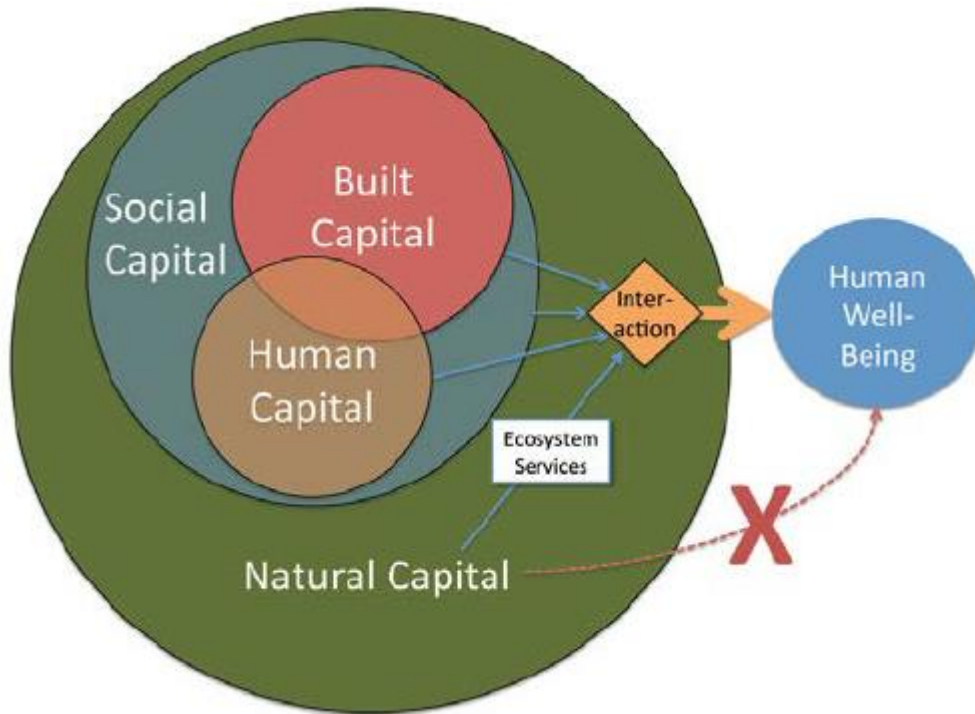 Built
Capital
Social
Capital
Human
Capital
Inter-
action
Human
Well-
Being
Ecosystem
Services
X
Natural Capital